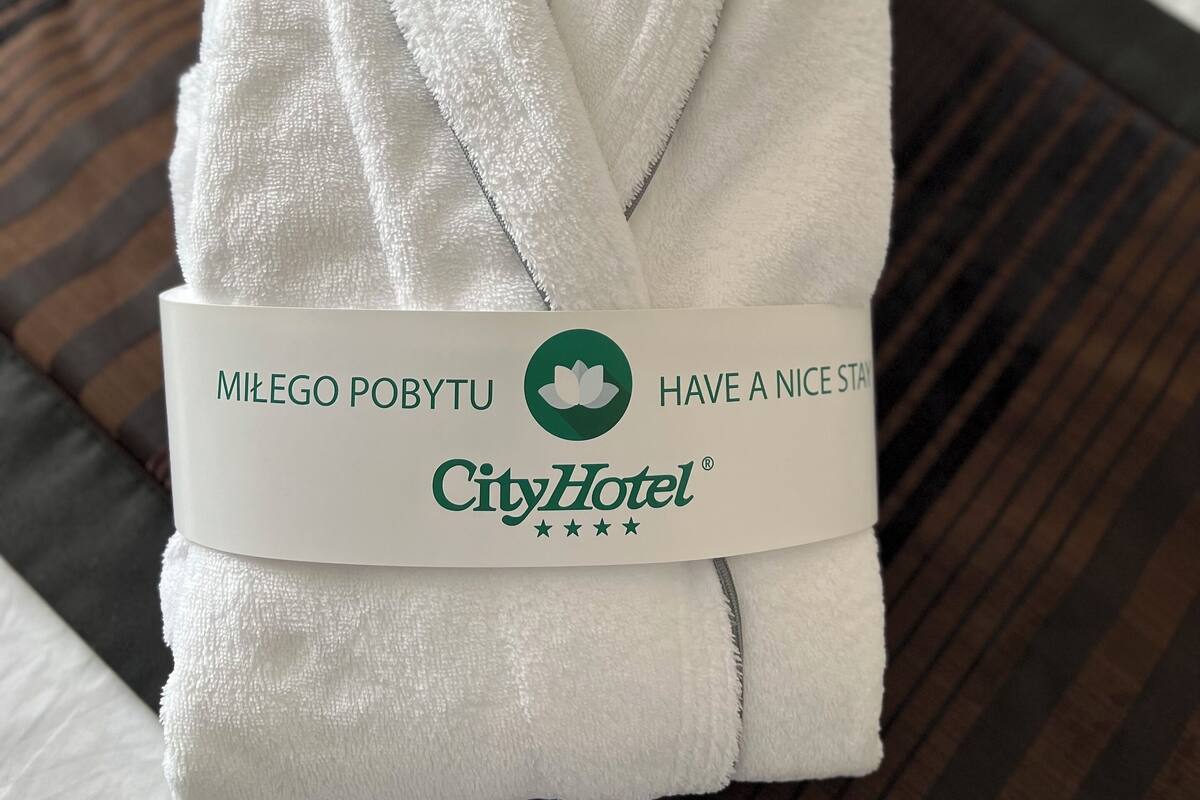 MIŁEGO POBYTU HAVE A NICE STAY
CityHotel®
★★★★